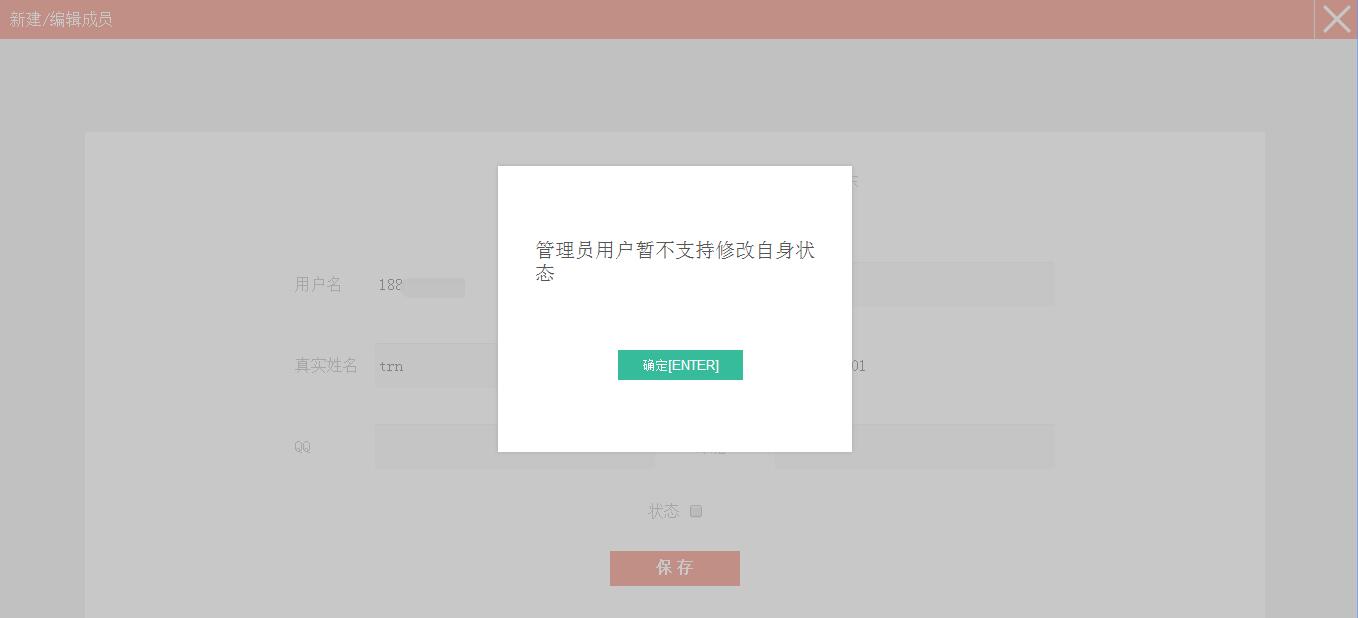 新建/编辑成员
管理员用户暂不支持修改自身状
态
用户名 188
真实姓名 trn 01
确定[ENTER]
QQ
状态
保存